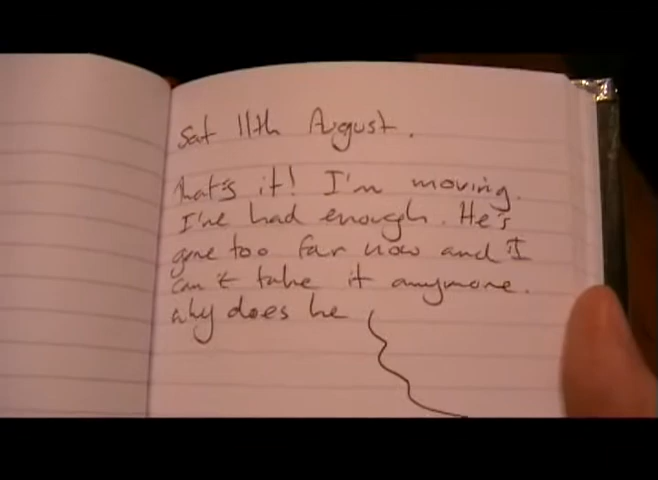 Sat 11th August.
That's it! I'm moving.
I've had enough. He's
gone too far now and I
can't take it anymore.
why does he